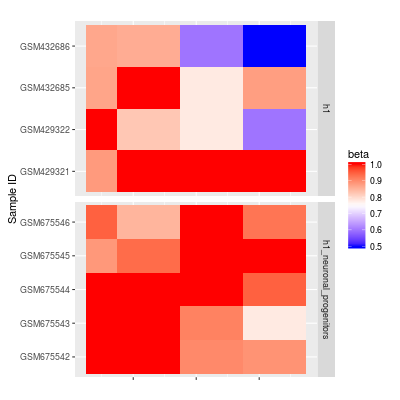 Sample ID
GSM432686
GSM432685
GSM429322
GSM429321
h1
GSM675546
GSM675545
GSM675544
GSM675543
GSM675542
h1_neuronal_progenitors
beta
1.0
0.9
0.8
0.7
0.6
0.5